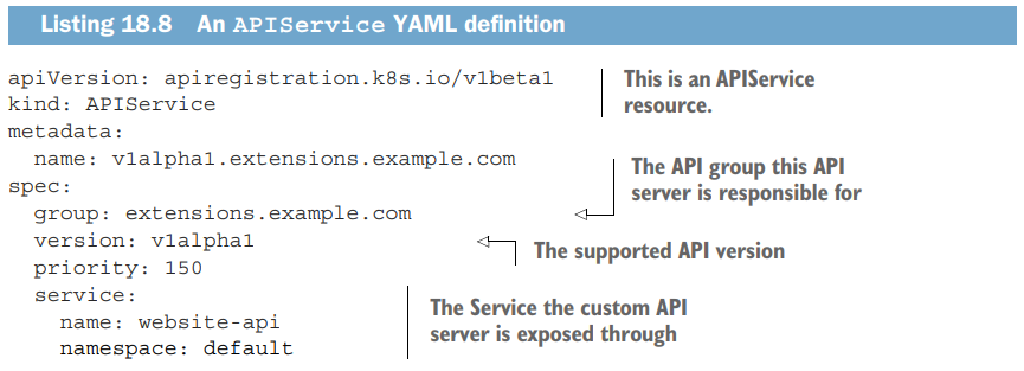 Listing 18.8 An APIService YAML definition
apiVersion: apiregistration.k8s.io/v1beta1
kind: APIService
metadata:
  name: v1alpha1.extensions.example.com
spec:
  group: extensions.example.com
  version: v1alpha1
  priority: 150
  service:
    name: website-api
    namespace: default
This is an APIService
resource.
The API group this API
server is responsible for
The supported API version
The Service the custom API
server is exposed through